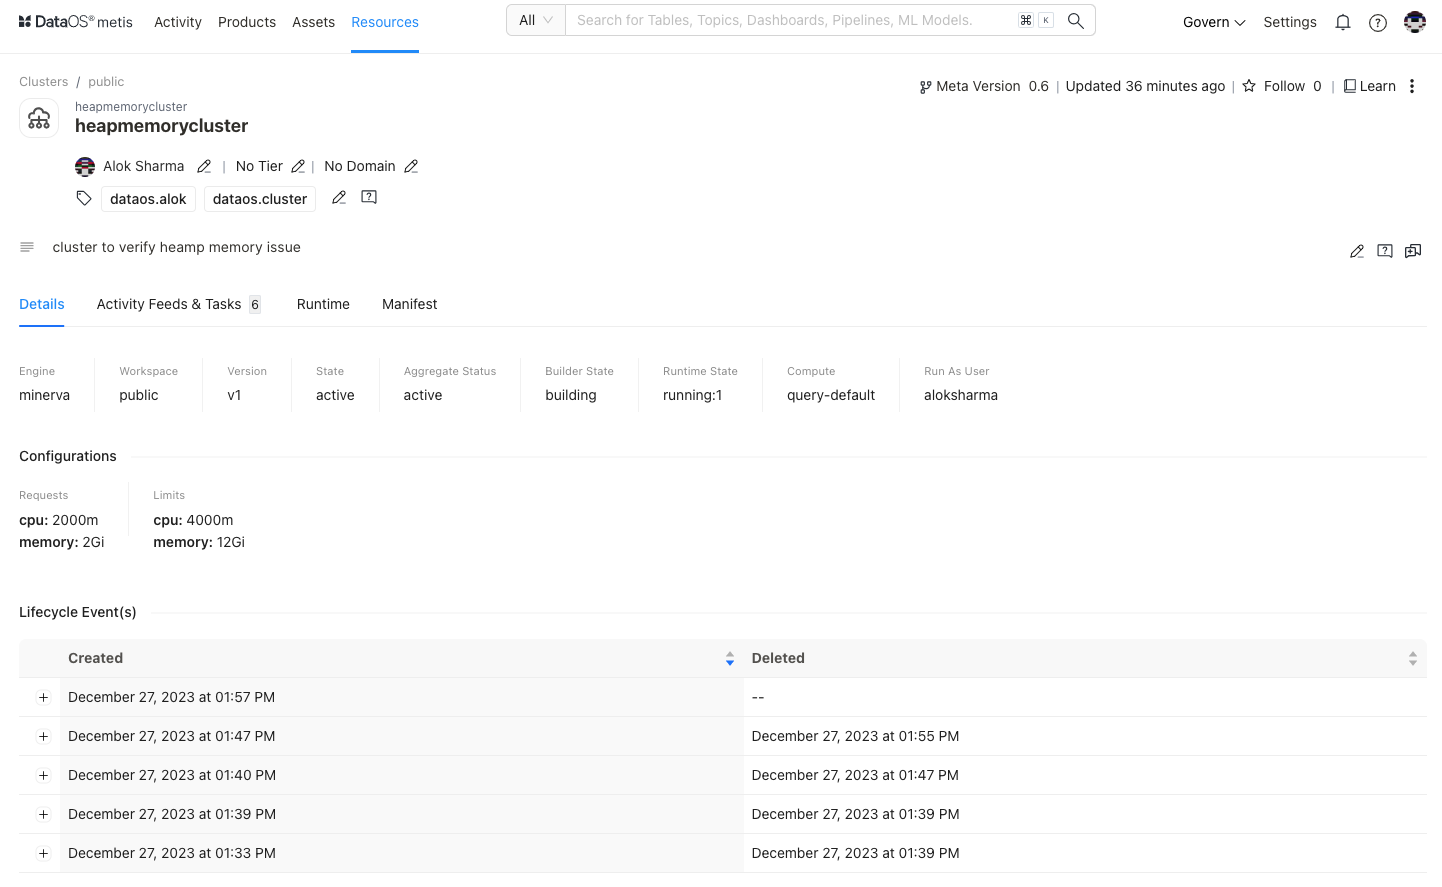 DataOS® metis Activity Products Assets Resources All Search for Tables, Topics, Dashboards, Pipelines, ML Models. ⌘ K Govern Settings
Clusters / public
Meta Version 0.6 | Updated 36 minutes ago | Follow 0 | Learn
heapmemorycluster
heapmemorycluster
Alok Sharma | No Tier | No Domain
dataos.alok dataos.cluster
cluster to verify heamp memory issue
Details Activity Feeds & Tasks 6 Runtime Manifest
Engine Workspace Version State Aggregate Status Builder State Runtime State Compute Run As User
minerva public v1 active active building running:1 query-default aloksharma
Configurations
Requests Limits
cpu: 2000m cpu: 4000m
memory: 2Gi memory: 12Gi
Lifecycle Event(s)
Created Deleted
+ December 27, 2023 at 01:57 PM --
+ December 27, 2023 at 01:47 PM December 27, 2023 at 01:55 PM
+ December 27, 2023 at 01:40 PM December 27, 2023 at 01:47 PM
+ December 27, 2023 at 01:39 PM December 27, 2023 at 01:39 PM
+ December 27, 2023 at 01:33 PM December 27, 2023 at 01:39 PM